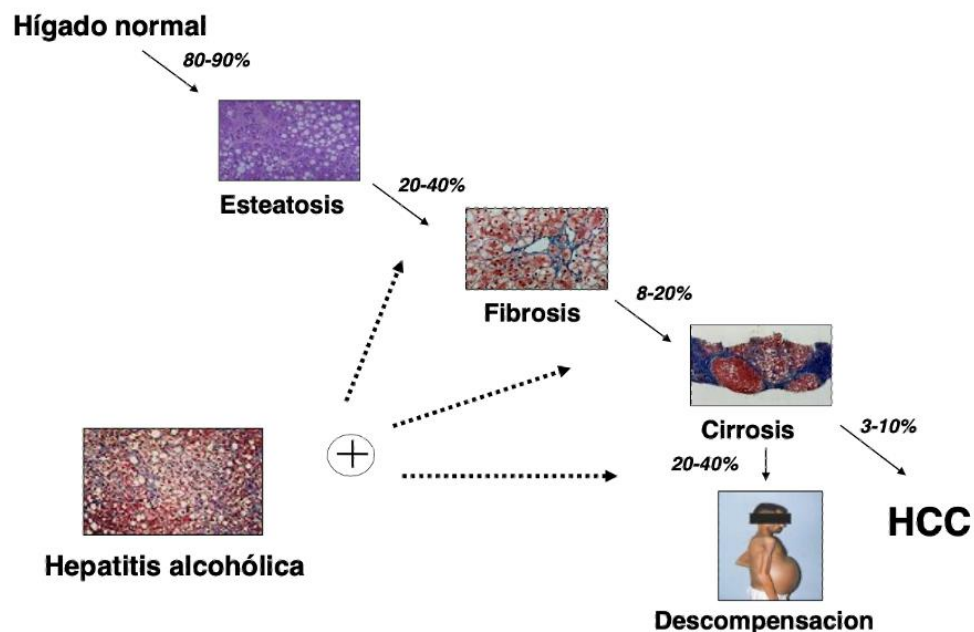 Hígado normal
80-90%
Esteatosis
20-40%
Fibrosis
8-20%
Cirrosis
3-10%
20-40%
HCC
Hepatitis alcohólica
+
Descompensacion